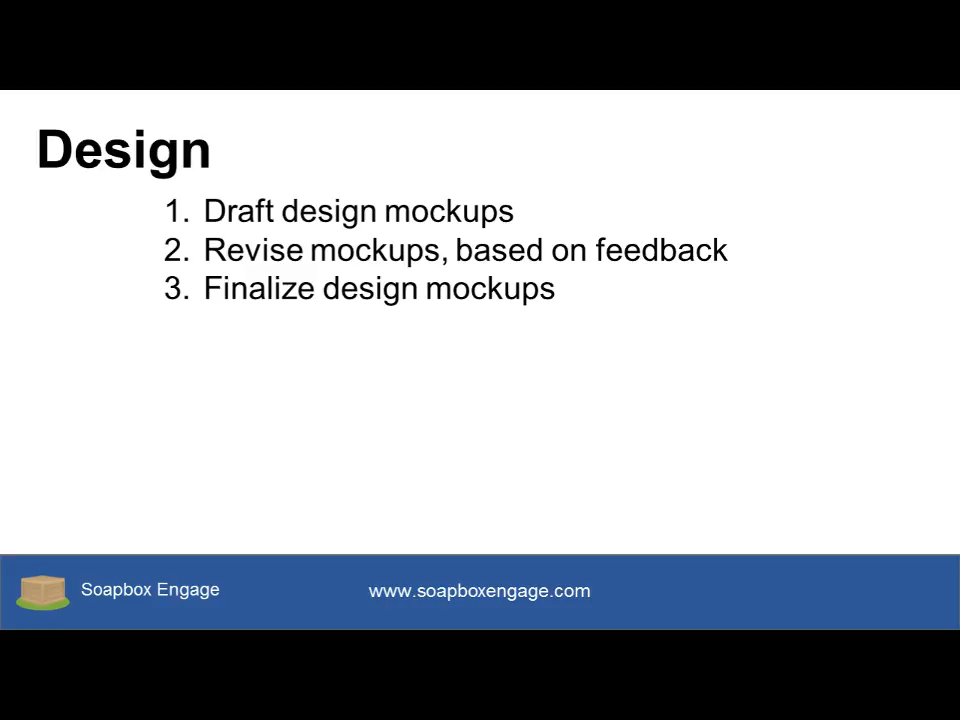 Design
1. Draft design mockups
2. Revise mockups, based on feedback
3. Finalize design mockups
Soapbox Engage
www.soapboxengage.com